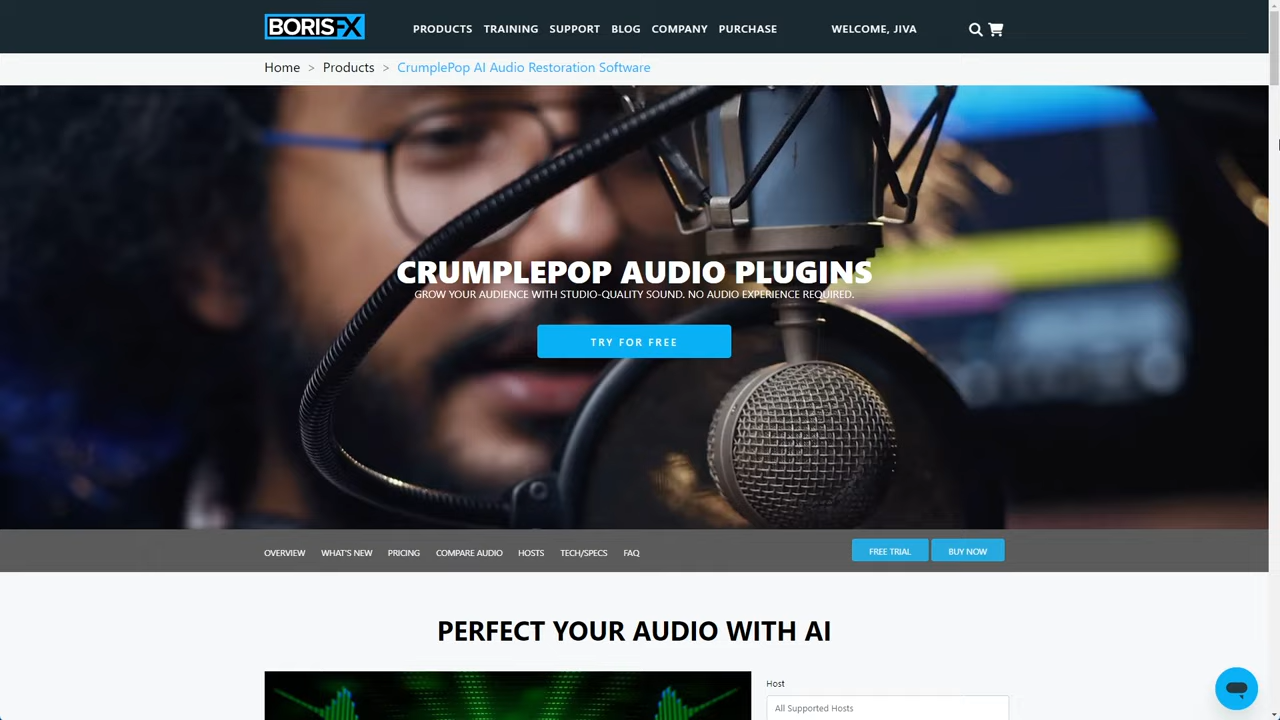 BORISFX PRODUCTS TRAINING SUPPORT BLOG COMPANY PURCHASE WELCOME, JIVA
Home > Products > CrumplePop AI Audio Restoration Software
CRUMPLEPOP AUDIO PLUGINS
GROW YOUR AUDIENCE WITH STUDIO-QUALITY SOUND. NO AUDIO EXPERIENCE REQUIRED.
TRY FOR FREE
OVERVIEW WHAT'S NEW PRICING COMPARE AUDIO HOSTS TECH/SPECS FAQ FREE TRIAL BUY NOW
PERFECT YOUR AUDIO WITH AI
Host
All Supported Hosts